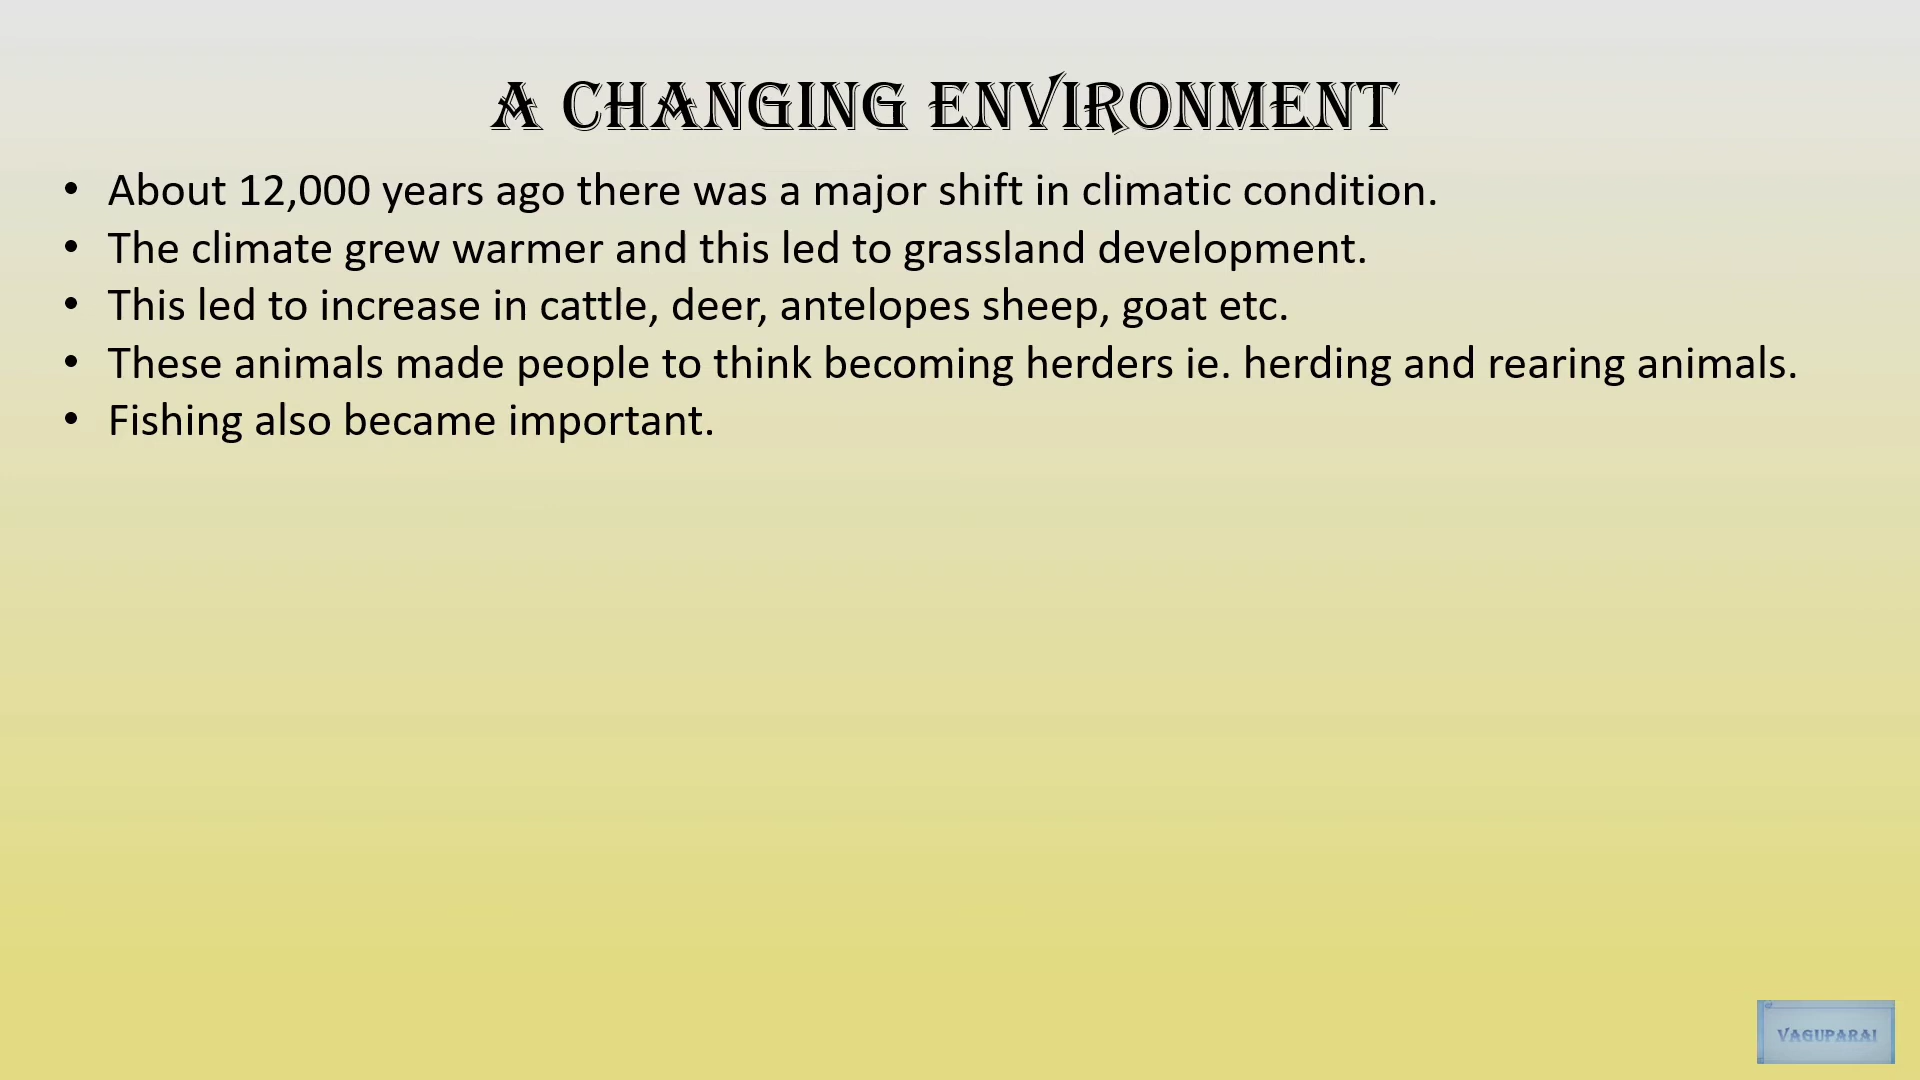 A CHANGING ENVIRONMENT
• About 12,000 years ago there was a major shift in climatic condition.
• The climate grew warmer and this led to grassland development.
• This led to increase in cattle, deer, antelopes sheep, goat etc.
• These animals made people to think becoming herders ie. herding and rearing animals.
• Fishing also became important.
VAGUPARAI